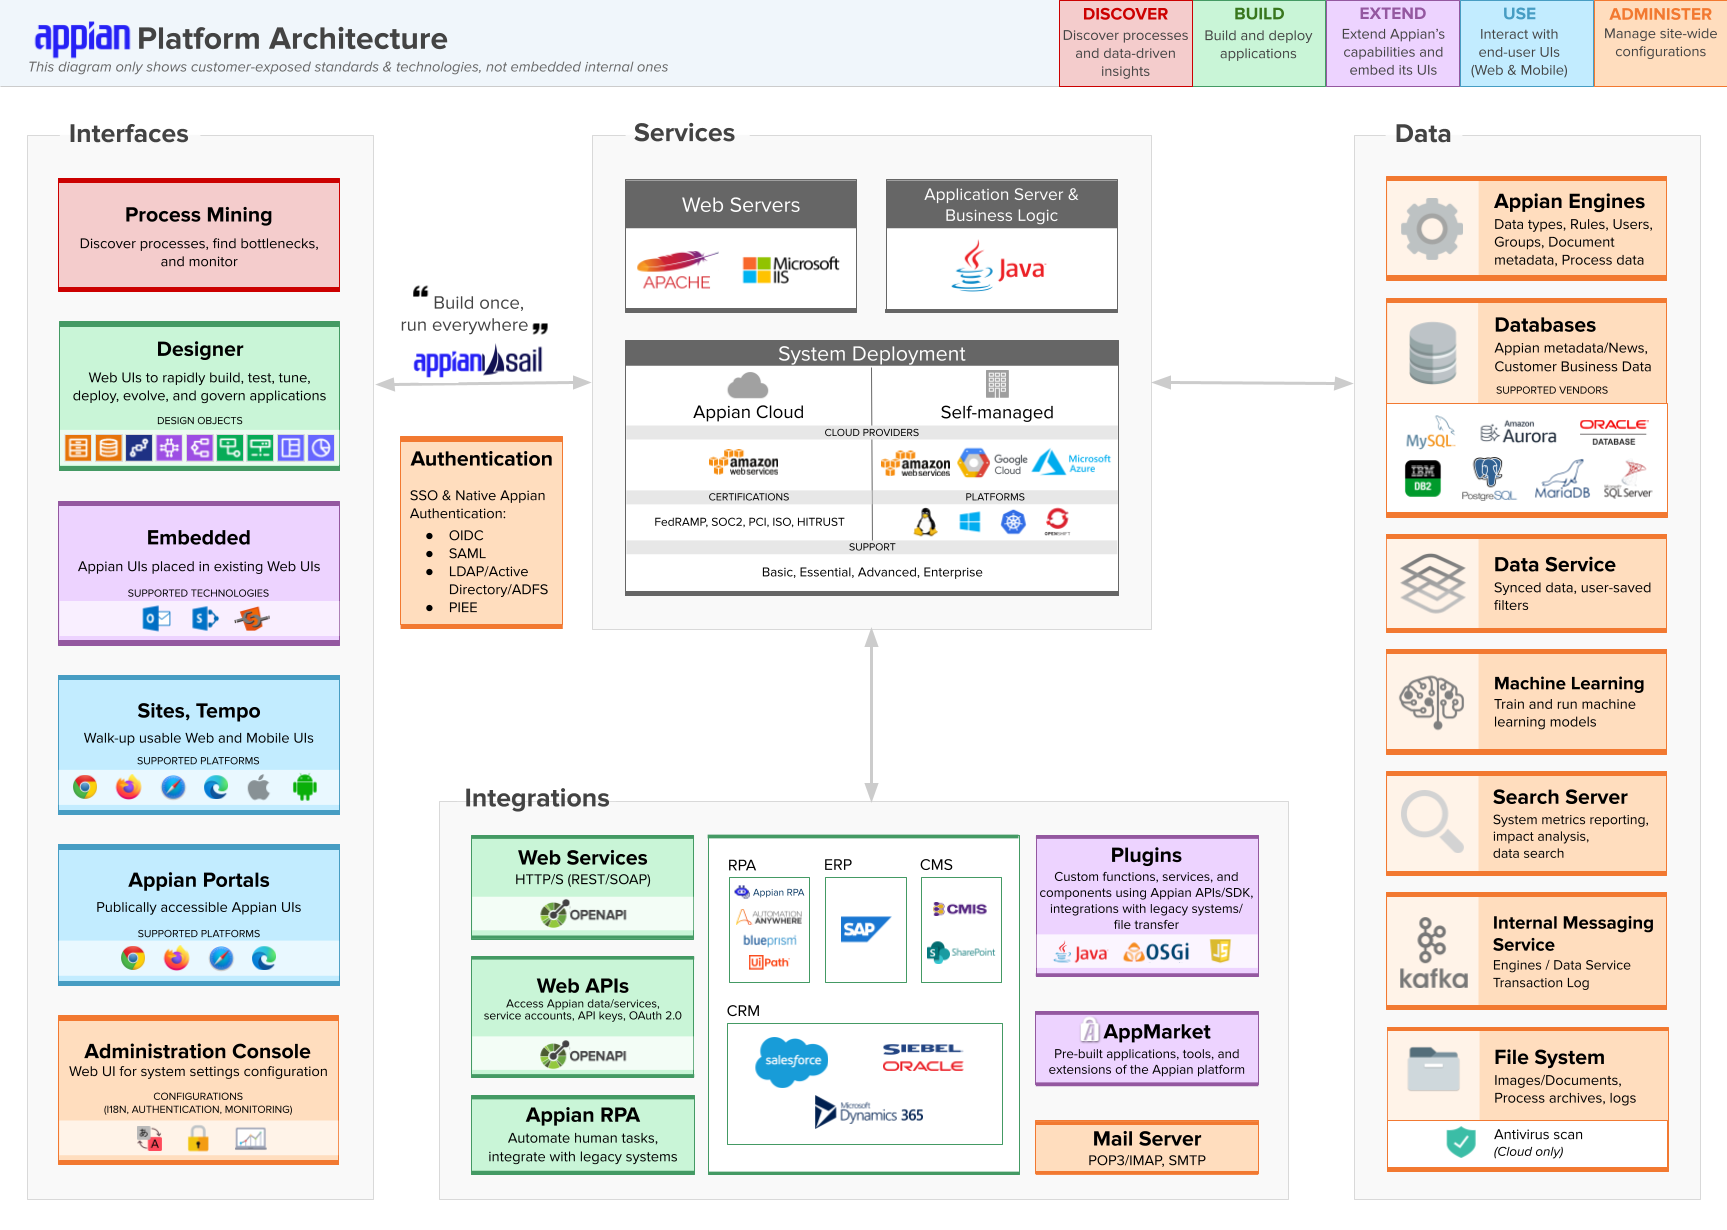 appian Platform Architecture
This diagram only shows customer-exposed standards & technologies, not embedded internal ones
DISCOVER
Discover processes
and data-driven
insights
BUILD
Build and deploy
applications
EXTEND
Extend Appian's
capabilities and
embed its UIs
USE
Interact with
end-user UIs
(Web & Mobile)
ADMINISTER
Manage site-wide
configurations
Interfaces
Process Mining
Discover processes, find bottlenecks,
and monitor
Designer
Web UIs to rapidly build, test, tune,
deploy, evolve, and govern applications
DESIGN OBJECTS
Embedded
Appian UIs placed in existing Web UIs
SUPPORTED TECHNOLOGIES
Sites, Tempo
Walk-up usable Web and Mobile UIs
SUPPORTED PLATFORMS
Appian Portals
Publically accessible Appian UIs
SUPPORTED PLATFORMS
Administration Console
Web UI for system settings configuration
CONFIGURATIONS
(I18N, AUTHENTICATION, MONITORING)
“ Build once,
run everywhere ”
appian sail
Authentication
SSO & Native Appian
Authentication:
● OIDC
● SAML
● LDAP/Active
Directory/ADFS
● PIEE
Services
Web Servers
APACHE
Microsoft
IIS
Application Server &
Business Logic
Java
System Deployment
Appian Cloud
Self-managed
CLOUD PROVIDERS
amazon
webservices
amazon
webservices
Google
Cloud
Microsoft
Azure
CERTIFICATIONS
PLATFORMS
FedRAMP, SOC2, PCI, ISO, HITRUST
OPENSHIFT
SUPPORT
Basic, Essential, Advanced, Enterprise
Integrations
Web Services
HTTP/S (REST/SOAP)
OPENAPI
Web APIs
Access Appian data/services,
service accounts, API keys, OAuth 2.0
OPENAPI
Appian RPA
Automate human tasks,
integrate with legacy systems
RPA
Appian RPA
AUTOMATION
ANYWHERE
blueprism
UiPath
ERP
SAP
CMS
CMIS
SharePoint
CRM
salesforce
SIEBEL
ORACLE
Microsoft
Dynamics 365
Plugins
Custom functions, services, and
components using Appian APIs/SDK,
integrations with legacy systems/
file transfer
Java
OSGi
JS
AppMarket
Pre-built applications, tools, and
extensions of the Appian platform
Mail Server
POP3/IMAP, SMTP
Data
Appian Engines
Data types, Rules, Users,
Groups, Document
metadata, Process data
Databases
Appian metadata/News,
Customer Business Data
SUPPORTED VENDORS
MySQL
Amazon
Aurora
ORACLE
DATABASE
IBM
DB2
PostgreSQL
MariaDB
SQL Server
Data Service
Synced data, user-saved
filters
Machine Learning
Train and run machine
learning models
Search Server
System metrics reporting,
impact analysis,
data search
kafka
Internal Messaging
Service
Engines / Data Service
Transaction Log
File System
Images/Documents,
Process archives, logs
Antivirus scan
(Cloud only)